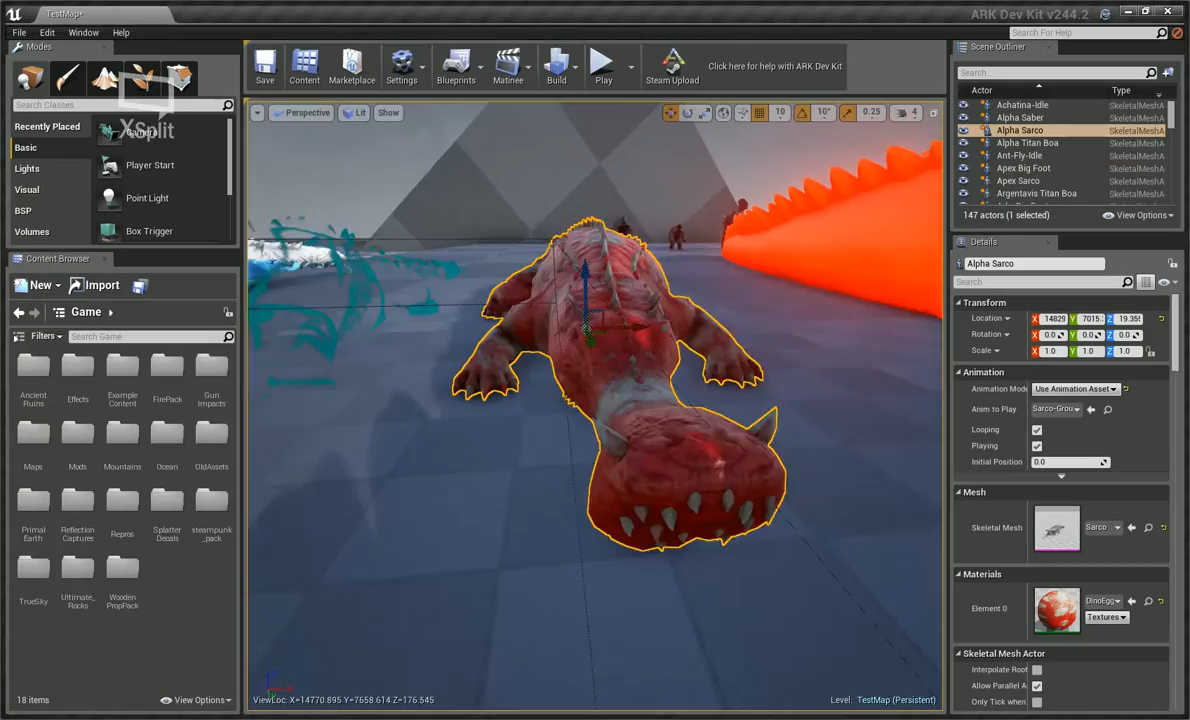 TestMap*
ARK Dev Kit v244.2
File Edit Window Help
Search For Help
Modes
Search Classes
Recently Placed
Basic
Lights
Visual
BSP
Volumes
Camera
Player Start
Point Light
Box Trigger
XSplit
Content Browser
New
Import
Game
Filters
Search Game
Ancient Ruins
Effects
Example Content
FirePack
Gun Impacts
Maps
Mods
Mountains
Ocean
OldAssets
Primal Earth
Reflection Captures
Repros
Splatter Decals
steampunk_pack
TrueSky
Ultimate_Rocks
Wooden PropPack
18 items
View Options
Save
Content
Marketplace
Settings
Blueprints
Matinee
Build
Play
Steam Upload
Click here for help with ARK Dev Kit
Perspective
Lit
Show
10
10°
0.25
4
ViewLoc: X=14770.895 Y=7658.614 Z=176.545
Level: TestMap (Persistent)
Scene Outliner
Search...
Actor Type
Achatina-Idle SkeletalMeshA
Alpha Saber SkeletalMeshA
Alpha Sarco SkeletalMeshA
Alpha Titan Boa SkeletalMeshA
Ant-Fly-Idle SkeletalMeshA
Apex Big Foot SkeletalMeshA
Apex Sarco SkeletalMeshA
Argentavis Titan Boa SkeletalMeshA
147 actors (1 selected)
View Options
Details
Alpha Sarco
Search
Transform
Location X 14829 Y 7015. Z 19.35
Rotation X 0.0 Y 0.0 Z 0.0
Scale X 1.0 Y 1.0 Z 1.0
Animation
Animation Mode Use Animation Asset
Anim to Play Sarco-Grou
Looping
Playing
Initial Position 0.0
Mesh
Skeletal Mesh Sarco
Materials
Element 0 DinoEgg
Textures
Skeletal Mesh Actor
Interpolate Root
Allow Parallel A
Only Tick when